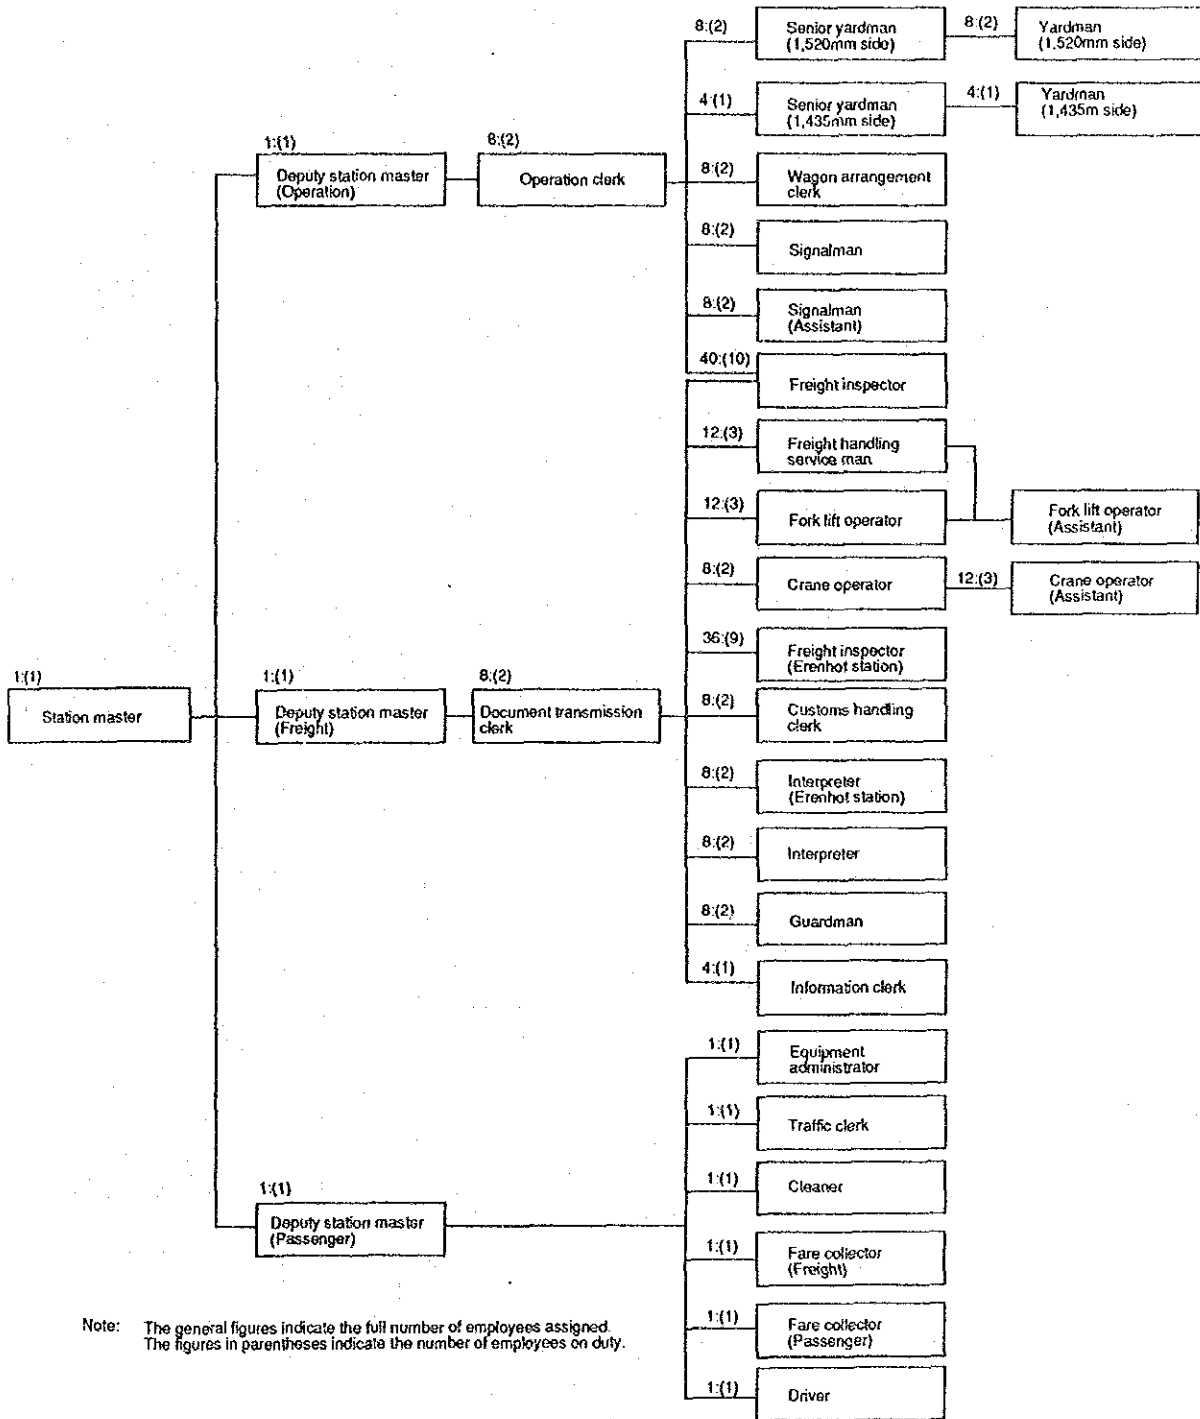 8:(2)
Senior yardman
(1,520mm side)
8:(2)
Yardman
(1,520mm side)
4:(1)
Senior yardman
(1,435mm side)
4:(1)
Yardman
(1,435m side)
1:(1)
Deputy station master
(Operation)
8:(2)
Operation clerk
8:(2)
Wagon arrangement
clerk
8:(2)
Signalman
8:(2)
Signalman
(Assistant)
40:(10)
Freight inspector
12:(3)
Freight handling
service man
12:(3)
Fork lift operator
Fork lift operator
(Assistant)
8:(2)
Crane operator
12:(3)
Crane operator
(Assistant)
36:(9)
Freight inspector
(Erenhot station)
1:(1)
Station master
1:(1)
Deputy station master
(Freight)
8:(2)
Document transmission
clerk
8:(2)
Customs handling
clerk
8:(2)
Interpreter
(Erenhot station)
8:(2)
Interpreter
8:(2)
Guardman
4:(1)
Information clerk
1:(1)
Equipment
administrator
1:(1)
Traffic clerk
1:(1)
Cleaner
1:(1)
Deputy station master
(Passenger)
1:(1)
Fare collector
(Freight)
1:(1)
Fare collector
(Passenger)
1:(1)
Driver
Note: The general figures indicate the full number of employees assigned.
The figures in parentheses indicate the number of employees on duty.